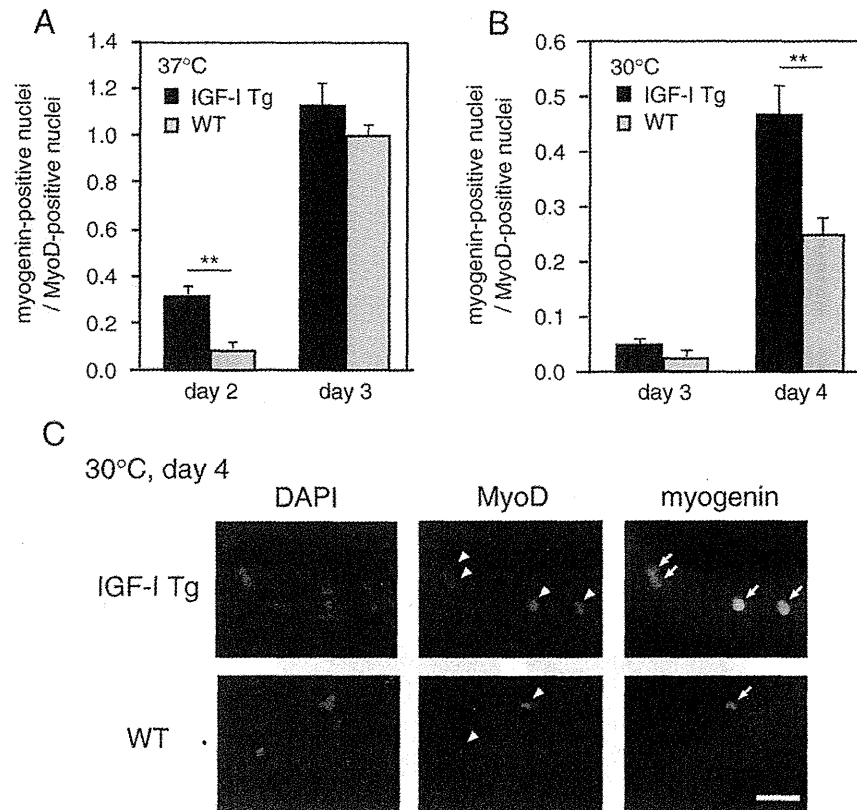 A
myogenin-positive nuclei
/ MyoD-positive nuclei
1.4
1.2
1.0
0.8
0.6
0.4
0.2
0.0
37°C
IGF-I Tg
WT
**
day 2
day 3
B
myogenin-positive nuclei
/ MyoD-positive nuclei
0.6
0.5
0.4
0.3
0.2
0.1
0.05
0.0
30°C
IGF-I Tg
WT
**
day 3
day 4
C
30°C, day 4
DAPI
MyoD
myogenin
IGF-I Tg
WT